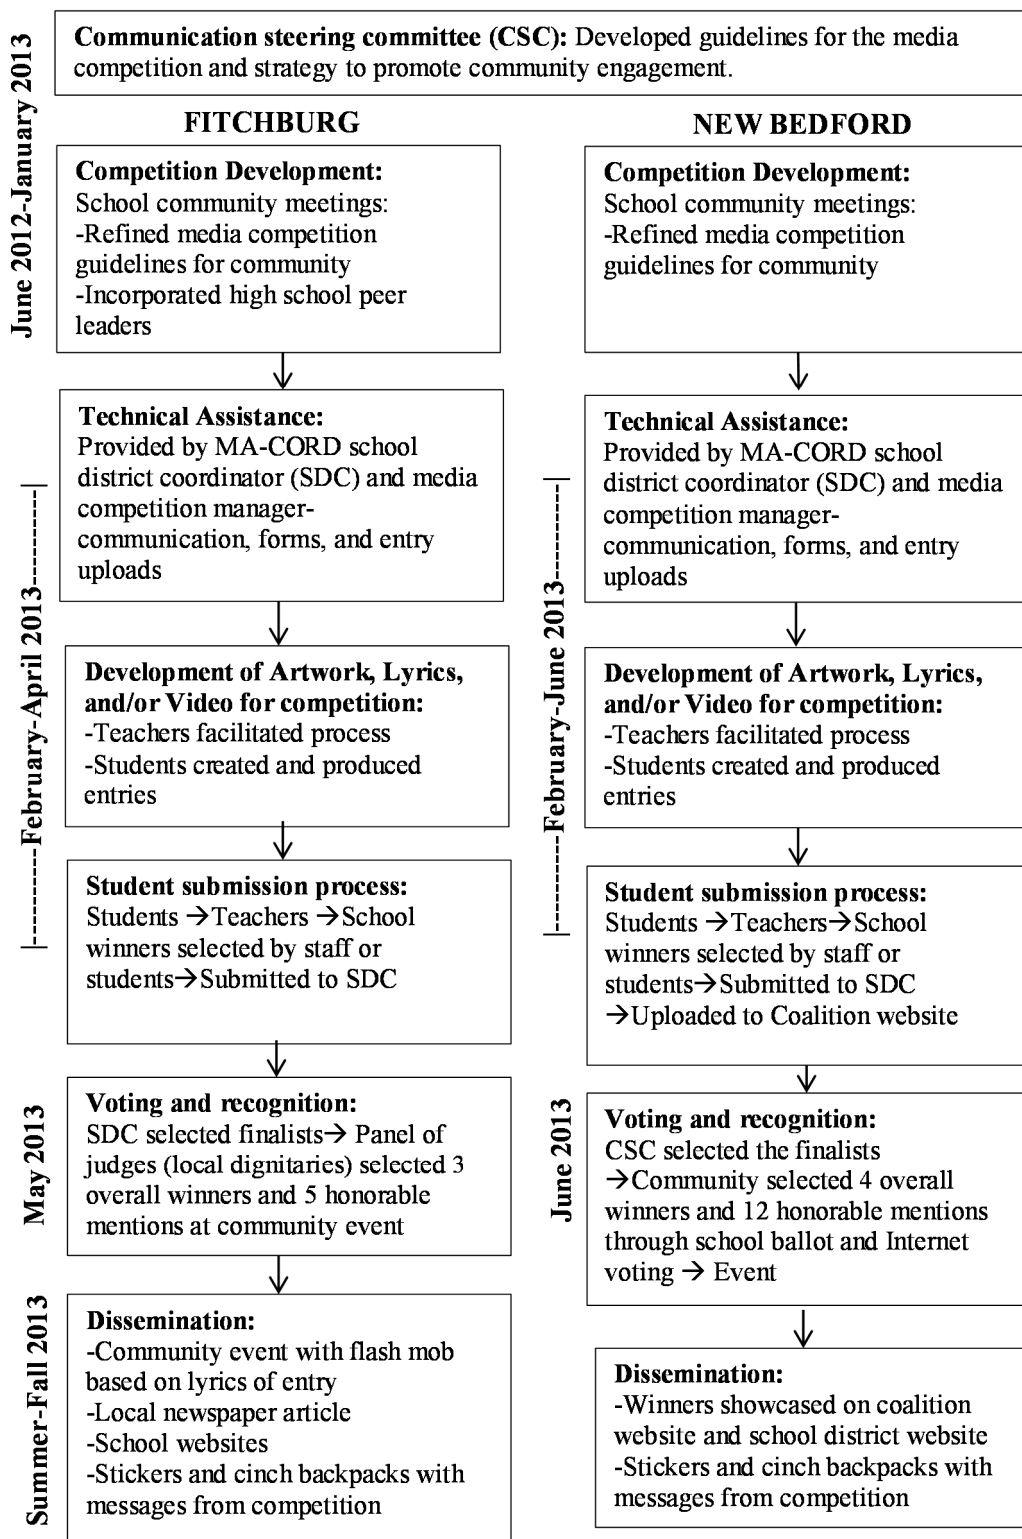 Communication steering committee (CSC): Developed guidelines for the media
competition and strategy to promote community engagement.
June 2012-January 2013
FITCHBURG
Competition Development:
School community meetings:
-Refined media competition
guidelines for community
-Incorporated high school peer
leaders
Technical Assistance:
Provided by MA-CORD school
district coordinator (SDC) and media
competition manager-
communication, forms, and entry
uploads
|------February-April 2013------|
Development of Artwork, Lyrics,
and/or Video for competition:
-Teachers facilitated process
-Students created and produced
entries
Student submission process:
Students →Teachers →School
winners selected by staff or
students→Submitted to SDC
May 2013
Voting and recognition:
SDC selected finalists→ Panel of
judges (local dignitaries) selected 3
overall winners and 5 honorable
mentions at community event
Summer-Fall 2013
Dissemination:
-Community event with flash mob
based on lyrics of entry
-Local newspaper article
-School websites
-Stickers and cinch backpacks with
messages from competition
NEW BEDFORD
Competition Development:
School community meetings:
-Refined media competition
guidelines for community
Technical Assistance:
Provided by MA-CORD school
district coordinator (SDC) and media
competition manager-
communication, forms, and entry
uploads
|------February-June 2013------|
Development of Artwork, Lyrics,
and/or Video for competition:
-Teachers facilitated process
-Students created and produced
entries
Student submission process:
Students →Teachers→School
winners selected by staff or
students→Submitted to SDC
→Uploaded to Coalition website
June 2013
Voting and recognition:
CSC selected the finalists
→Community selected 4 overall
winners and 12 honorable mentions
through school ballot and Internet
voting → Event
Dissemination:
-Winners showcased on coalition
website and school district website
-Stickers and cinch backpacks with
messages from competition